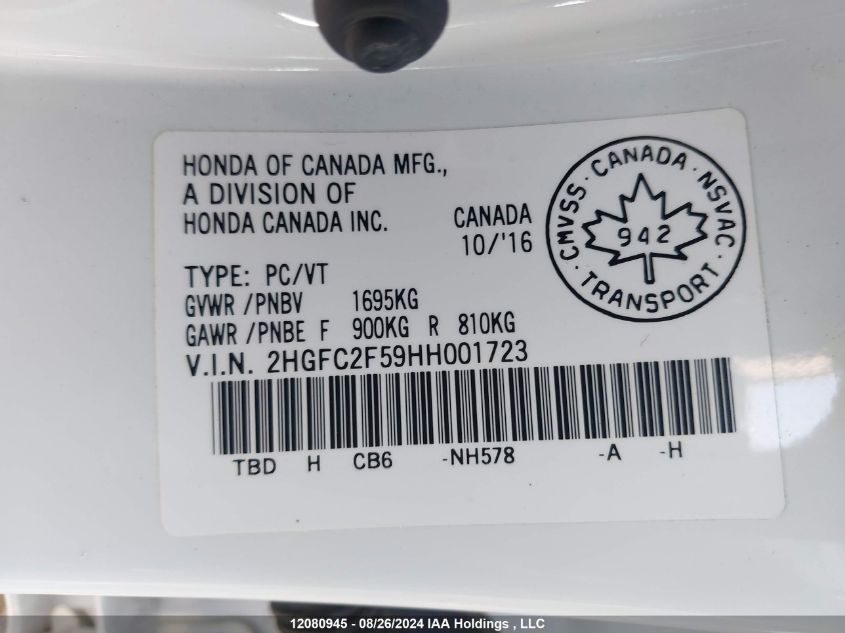 HONDA OF CANADA MFG.,
A DIVISION OF
HONDA CANADA INC.
CANADA
10/'16
CMVSS · CANADA · NSVAC · TRANSPORT ·
942
TYPE: PC/VT
GVWR /PNBV 1695KG
GAWR /PNBE F 900KG R 810KG
V.I.N. 2HGFC2F59HH001723
TBD H CB6 -NH578 -A -H
12080945 - 08/26/2024 IAA Holdings , LLC